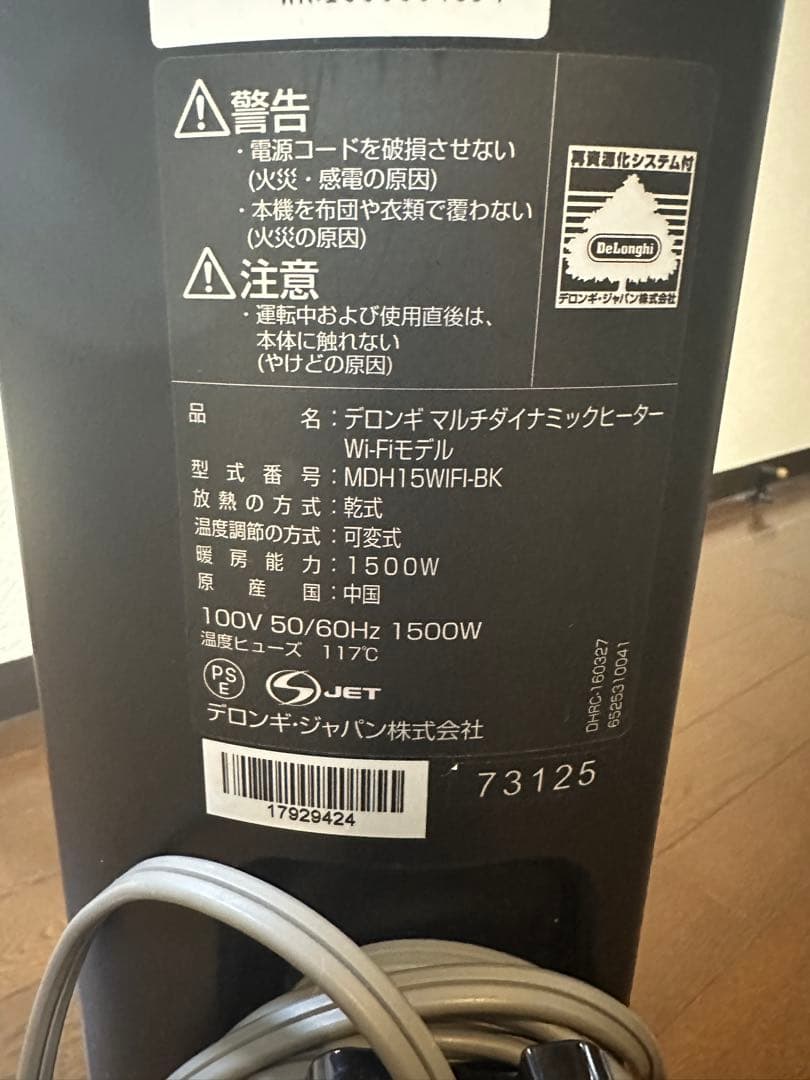 警告
・電源コードを破損させない
(火災・感電の原因)
・本機を布団や衣類で覆わない
(火災の原因)
注意
・運転中および使用直後は、
本体に触れない
(やけどの原因)
再資源化システム付
DeLonghi
デロンギ・ジャパン株式会社
品名:デロンギ マルチダイナミックヒーター
Wi-Fiモデル
型式番号:MDH15WIFI-BK
放熱の方式:乾式
温度調節の方式:可変式
暖房能力:1500W
原産国:中国
100V 50/60Hz 1500W
温度ヒューズ 117℃
PSE
S JET
デロンギ・ジャパン株式会社
DHRC-160327
6525310041
17929424
73125